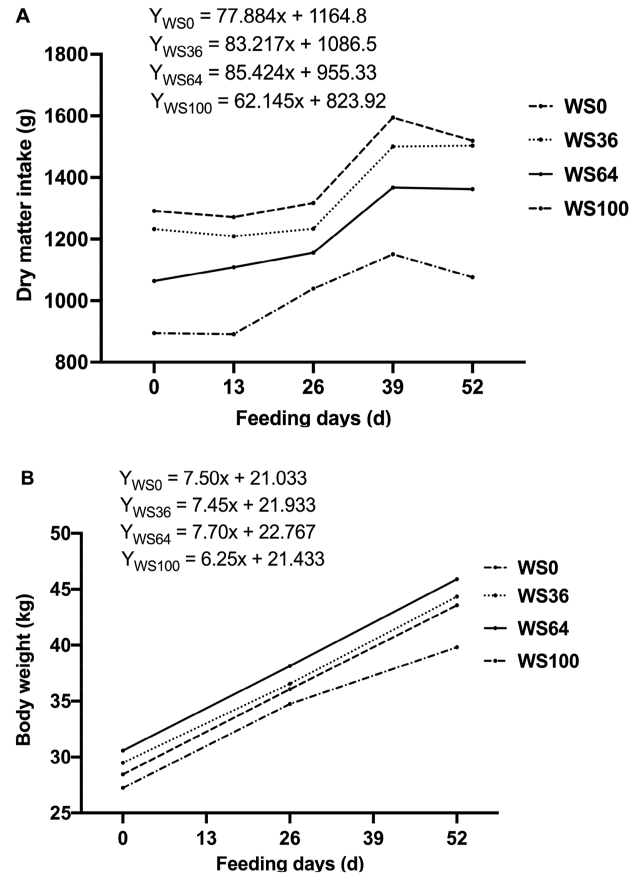 A
Y_WS0 = 77.884x + 1164.8
Y_WS36 = 83.217x + 1086.5
Y_WS64 = 85.424x + 955.33
Y_WS100 = 62.145x + 823.92
Dry matter intake (g)
1800
1600
1400
1200
1000
800
0 13 26 39 52
Feeding days (d)
WS0
WS36
WS64
WS100
B
Y_WS0 = 7.50x + 21.033
Y_WS36 = 7.45x + 21.933
Y_WS64 = 7.70x + 22.767
Y_WS100 = 6.25x + 21.433
Body weight (kg)
50
45
40
35
30
25
0 13 26 39 52
Feeding days (d)
WS0
WS36
WS64
WS100